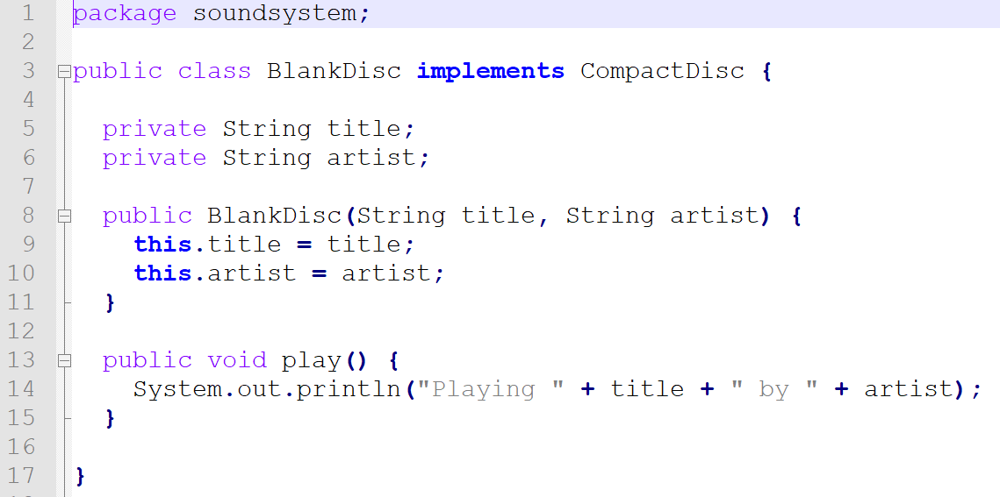 1 package soundsystem;
2
3 public class BlankDisc implements CompactDisc {
4
5   private String title;
6   private String artist;
7
8   public BlankDisc(String title, String artist) {
9     this.title = title;
10     this.artist = artist;
11   }
12
13   public void play() {
14     System.out.println("Playing " + title + " by " + artist);
15   }
16
17 }